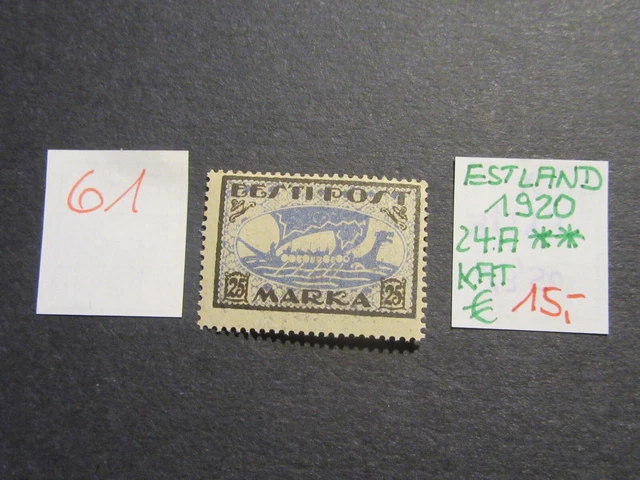 61
EESTI POST
25 MARKA 25
ESTLAND
1920
24.A **
KAT
€ 15,-